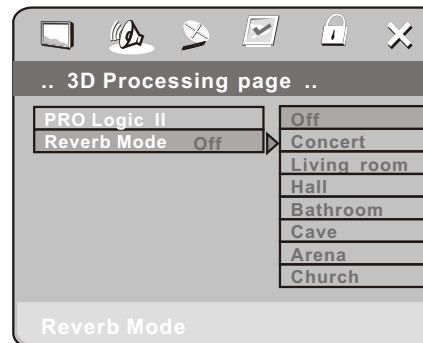 .. 3D Processing page ..
PRO Logic II
Reverb Mode Off
Off
Concert
Living room
Hall
Bathroom
Cave
Arena
Church
Reverb Mode